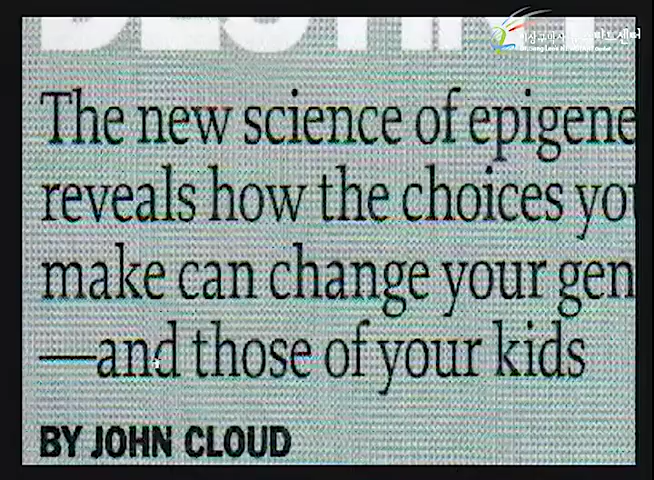 The new science of epigene
reveals how the choices you
make can change your gen
—and those of your kids
BY JOHN CLOUD